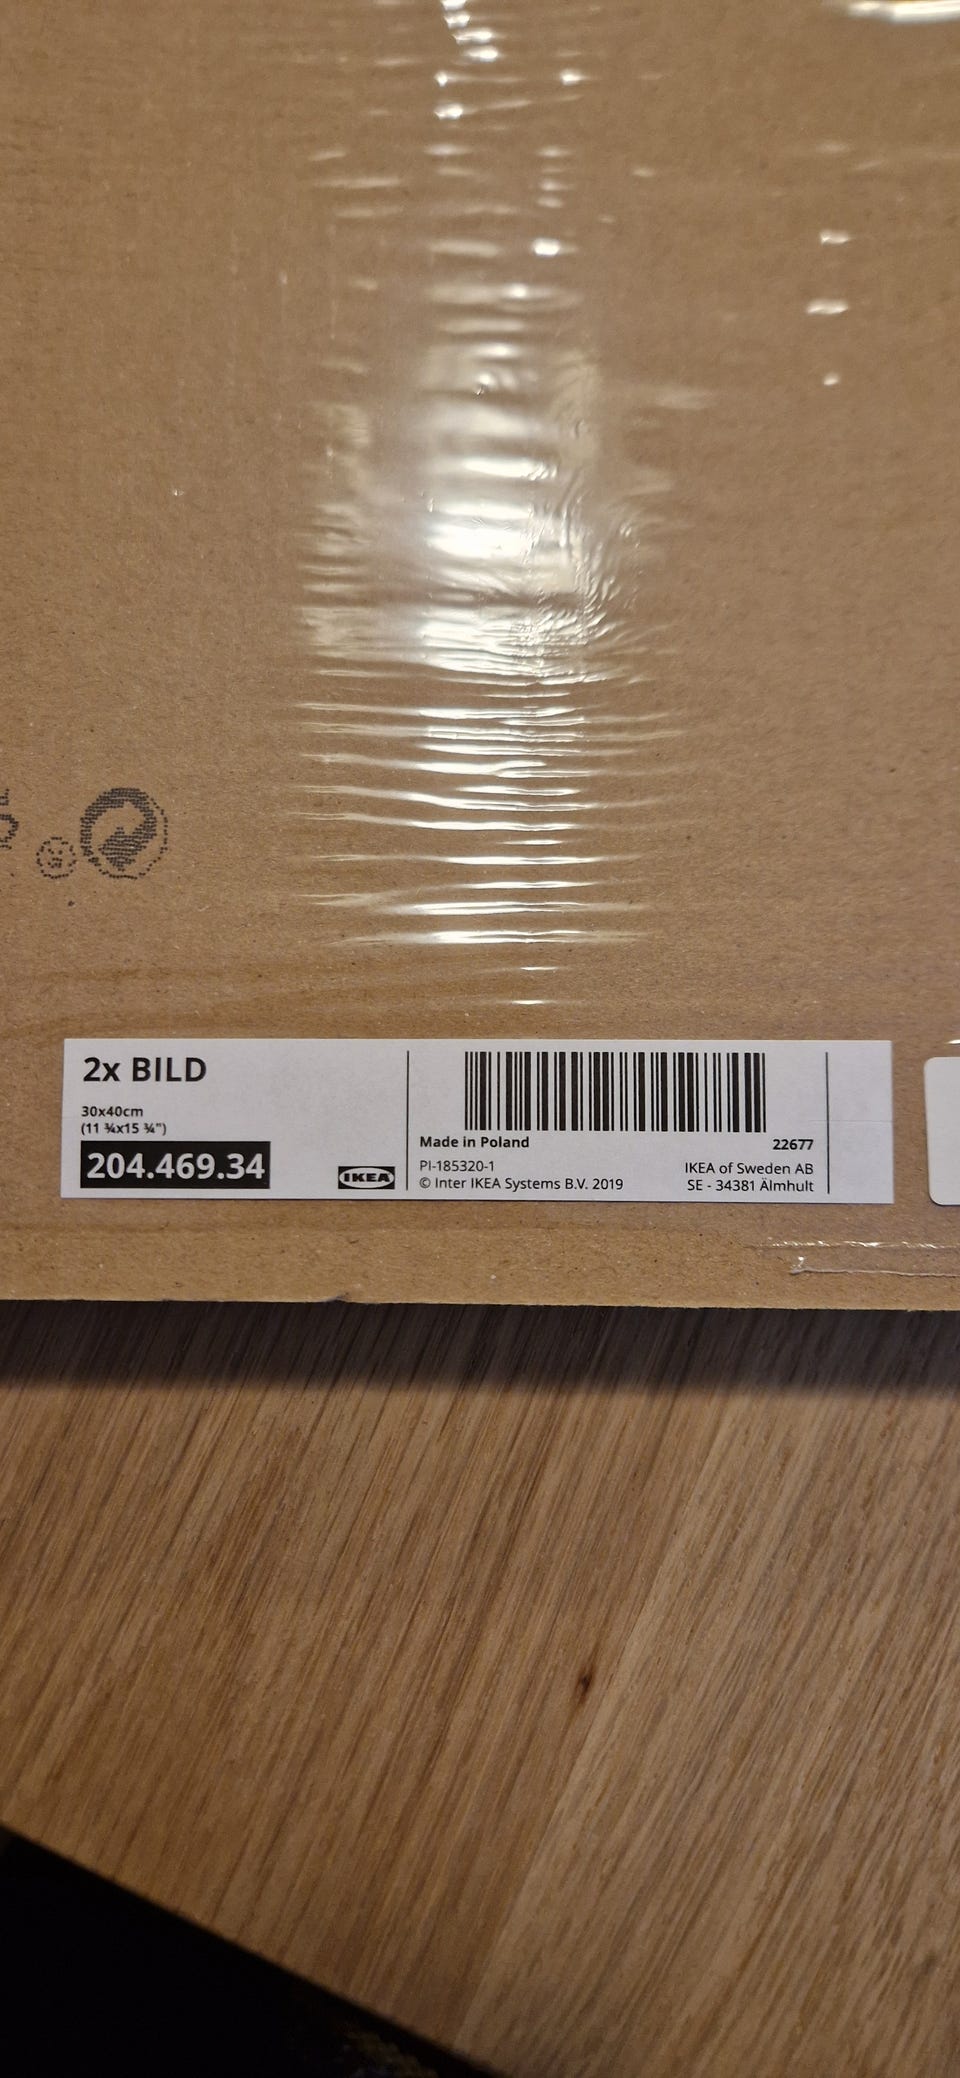 2x BILD
30x40cm
(11 ¾x15 ¾")
204.469.34
IKEA
Made in Poland 22677
PI-185320-1 IKEA of Sweden AB
© Inter IKEA Systems B.V. 2019 SE - 34381 Älmhult